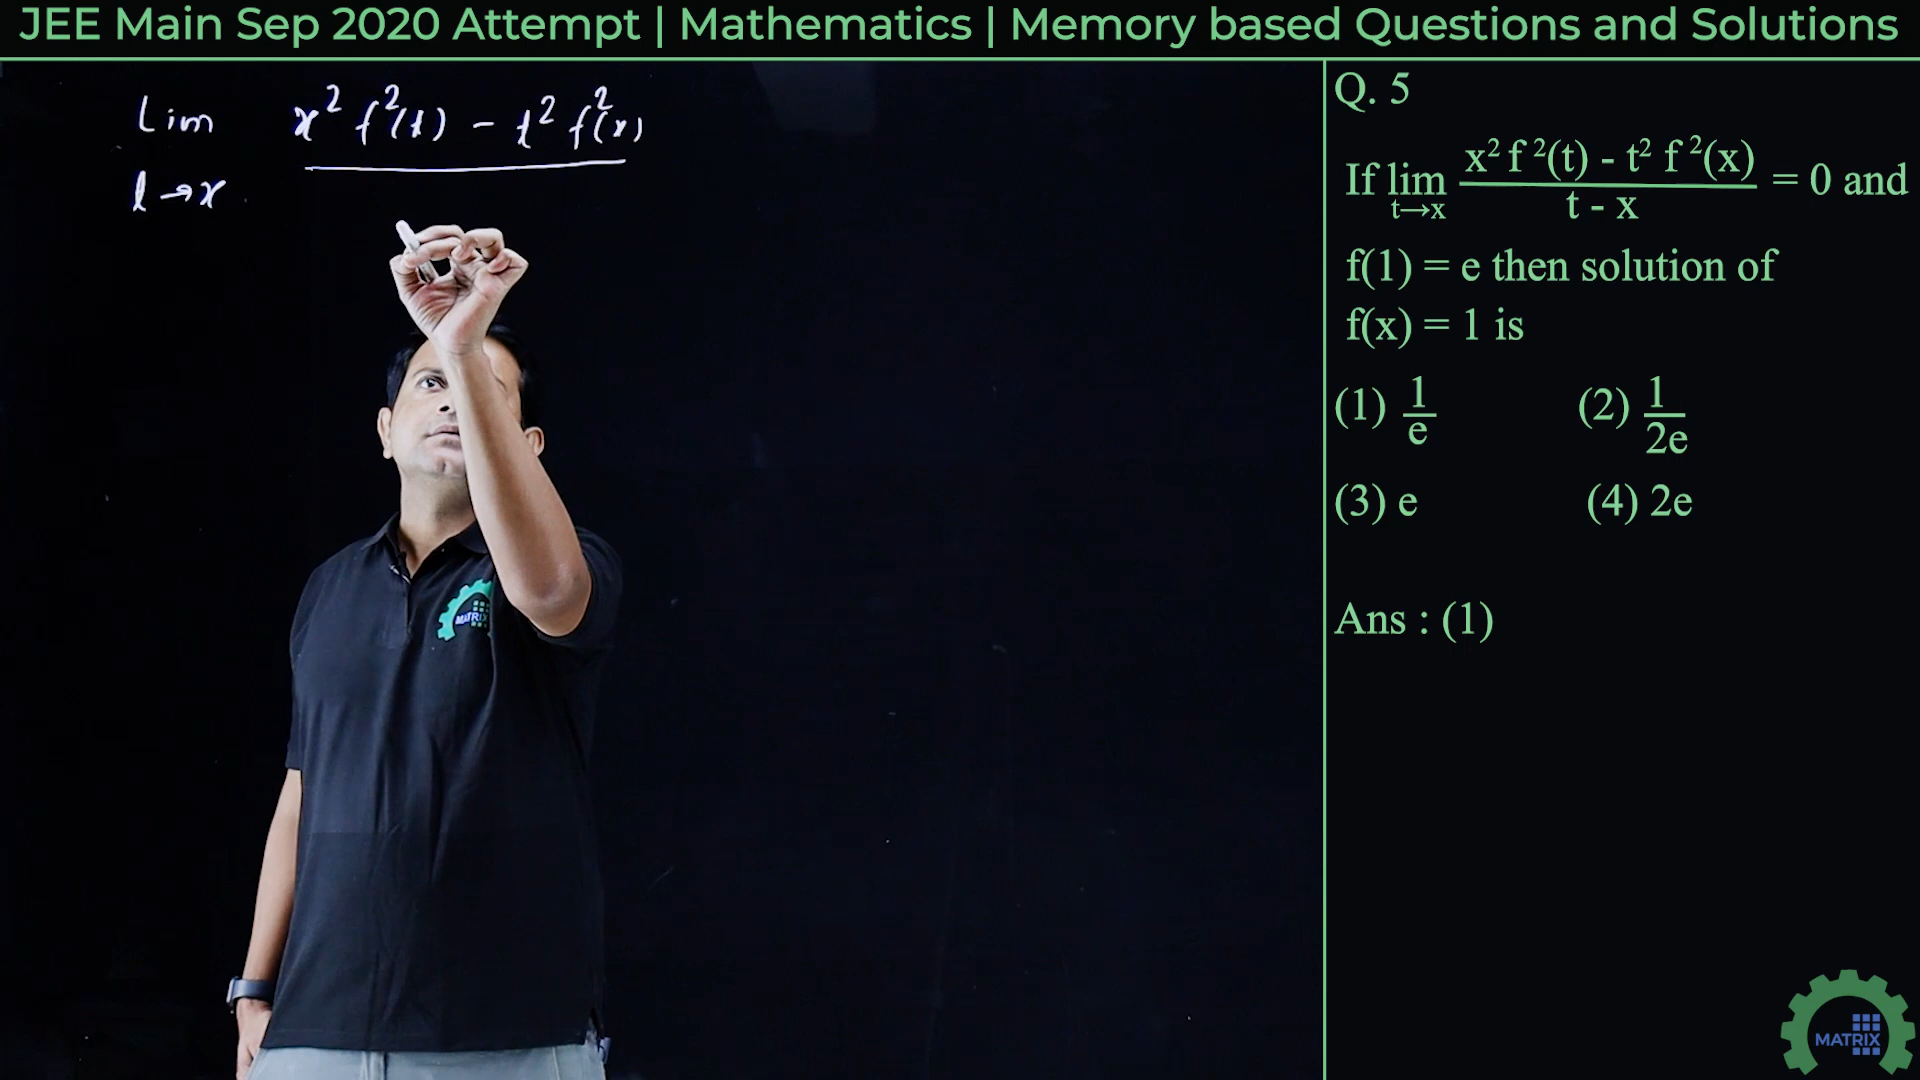 JEE Main Sep 2020 Attempt | Mathematics | Memory based Questions and Solutions
Lim x² f²(t) - t² f²(x)
t→x
MATRIX
Q. 5
If lim x² f ²(t) - t² f ²(x) = 0 and
t→x t - x
f(1) = e then solution of
f(x) = 1 is
(1) 1/e (2) 1/2e
(3) e (4) 2e
Ans : (1)
MATRIX